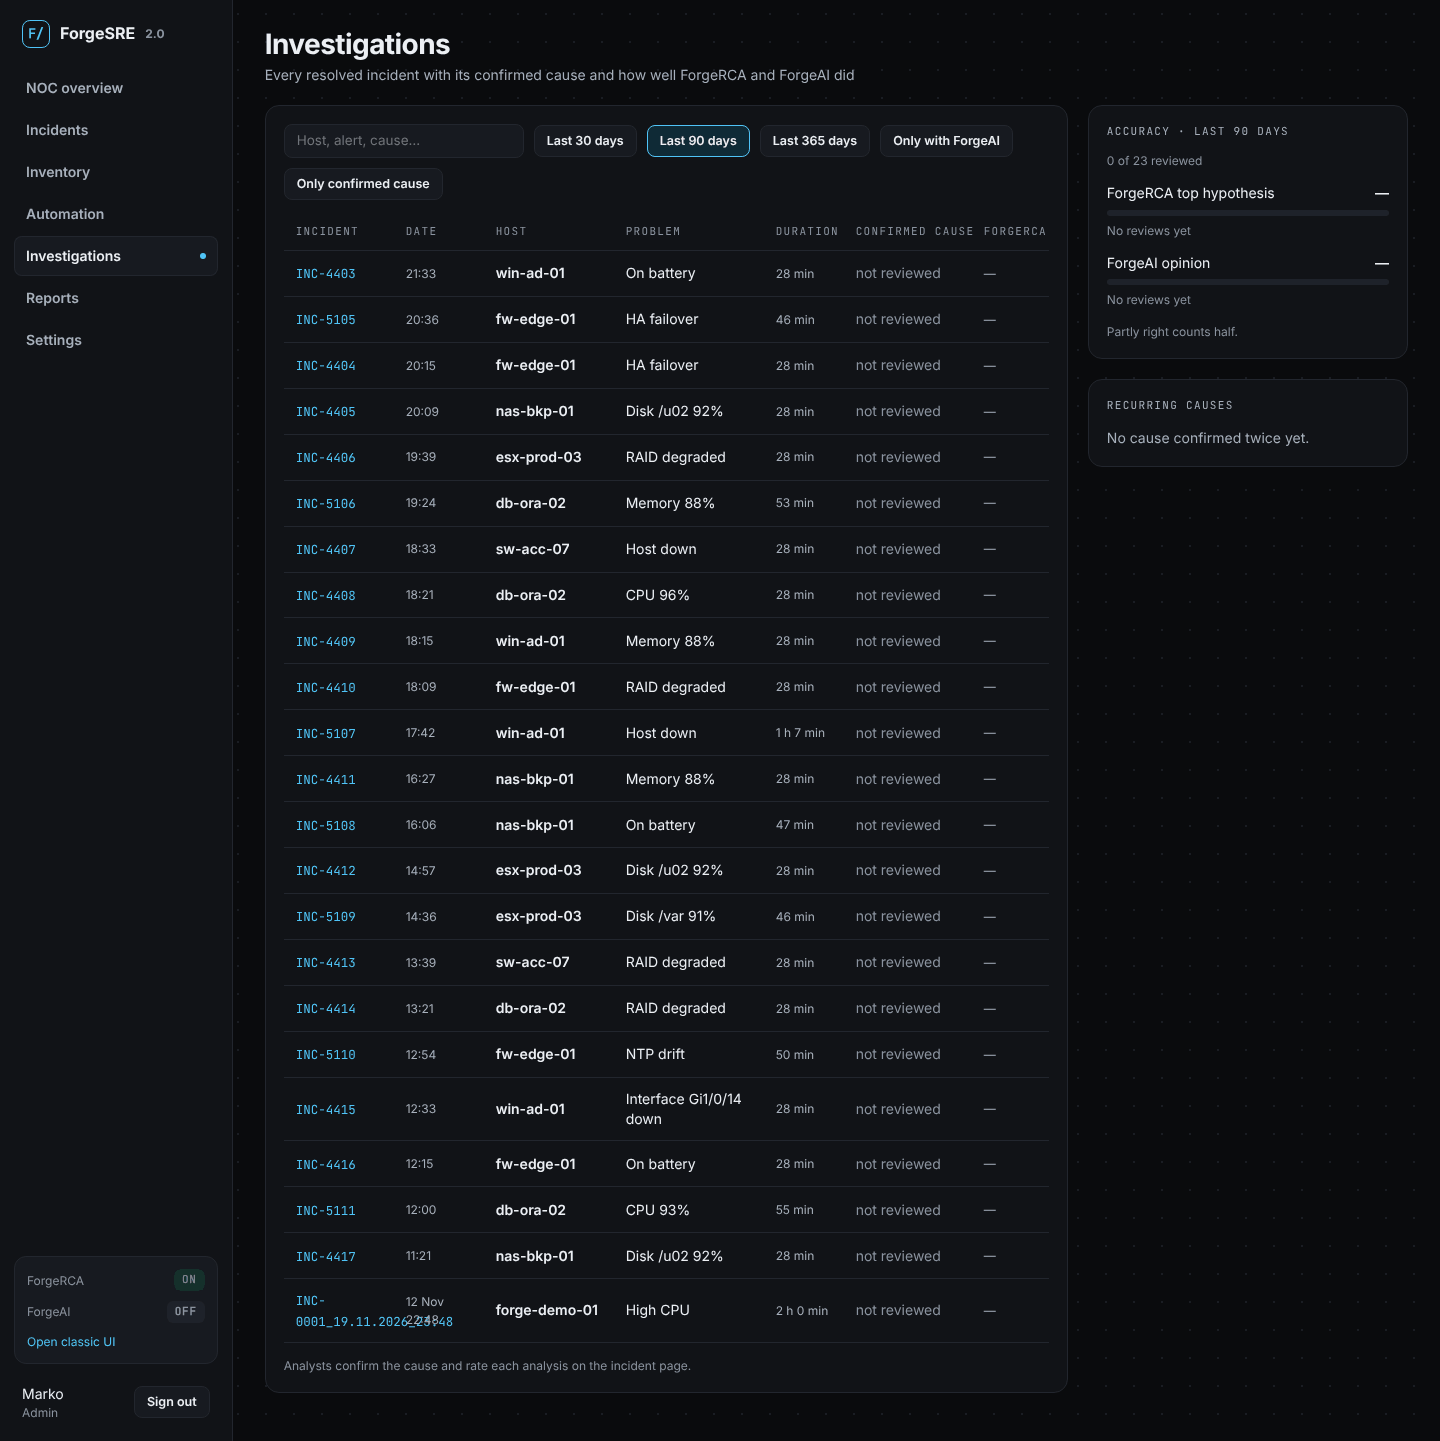 F/ ForgeSRE 2.0
NOC overview
Incidents
Inventory
Automation
Investigations
Reports
Settings
ForgeRCA ON
ForgeAI OFF
Open classic UI
Marko
Admin
Sign out
Investigations
Every resolved incident with its confirmed cause and how well ForgeRCA and ForgeAI did
Host, alert, cause... Last 30 days Last 90 days Last 365 days Only with ForgeAI
Only confirmed cause
INCIDENT DATE HOST PROBLEM DURATION CONFIRMED CAUSE FORGERCA
INC-4403 21:33 win-ad-01 On battery 28 min not reviewed —
INC-5105 20:36 fw-edge-01 HA failover 46 min not reviewed —
INC-4404 20:15 fw-edge-01 HA failover 28 min not reviewed —
INC-4405 20:09 nas-bkp-01 Disk /u02 92% 28 min not reviewed —
INC-4406 19:39 esx-prod-03 RAID degraded 28 min not reviewed —
INC-5106 19:24 db-ora-02 Memory 88% 53 min not reviewed —
INC-4407 18:33 sw-acc-07 Host down 28 min not reviewed —
INC-4408 18:21 db-ora-02 CPU 96% 28 min not reviewed —
INC-4409 18:15 win-ad-01 Memory 88% 28 min not reviewed —
INC-4410 18:09 fw-edge-01 RAID degraded 28 min not reviewed —
INC-5107 17:42 win-ad-01 Host down 1 h 7 min not reviewed —
INC-4411 16:27 nas-bkp-01 Memory 88% 28 min not reviewed —
INC-5108 16:06 nas-bkp-01 On battery 47 min not reviewed —
INC-4412 14:57 esx-prod-03 Disk /u02 92% 28 min not reviewed —
INC-5109 14:36 esx-prod-03 Disk /var 91% 46 min not reviewed —
INC-4413 13:39 sw-acc-07 RAID degraded 28 min not reviewed —
INC-4414 13:21 db-ora-02 RAID degraded 28 min not reviewed —
INC-5110 12:54 fw-edge-01 NTP drift 50 min not reviewed —
INC-4415 12:33 win-ad-01 Interface Gi1/0/14 down 28 min not reviewed —
INC-4416 12:15 fw-edge-01 On battery 28 min not reviewed —
INC-5111 12:00 db-ora-02 CPU 93% 55 min not reviewed —
INC-4417 11:21 nas-bkp-01 Disk /u02 92% 28 min not reviewed —
INC- 12 Nov forge-demo-01 High CPU 2 h 0 min not reviewed —
Analysts confirm the cause and rate each analysis on the incident page.
ACCURACY · LAST 90 DAYS
0 of 23 reviewed
ForgeRCA top hypothesis —
No reviews yet
ForgeAI opinion —
No reviews yet
Partly right counts half.
RECURRING CAUSES
No cause confirmed twice yet.